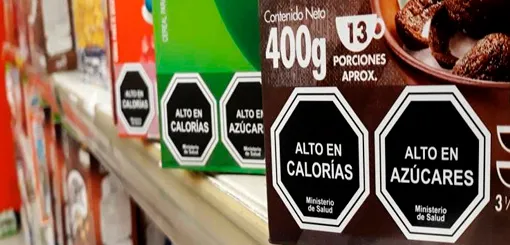 Contenido Neto
400g
13
PORCIONES
APROX.
ALTO EN
CALORÍAS
Ministerio
de Salud
ALTO EN
AZÚCARES
Ministerio
de Salud
ALTO EN
CALORÍAS
Ministerio
de Salud
ALTO EN
AZÚCARES
Ministerio
de Salud
ALTO EN
CALORÍAS